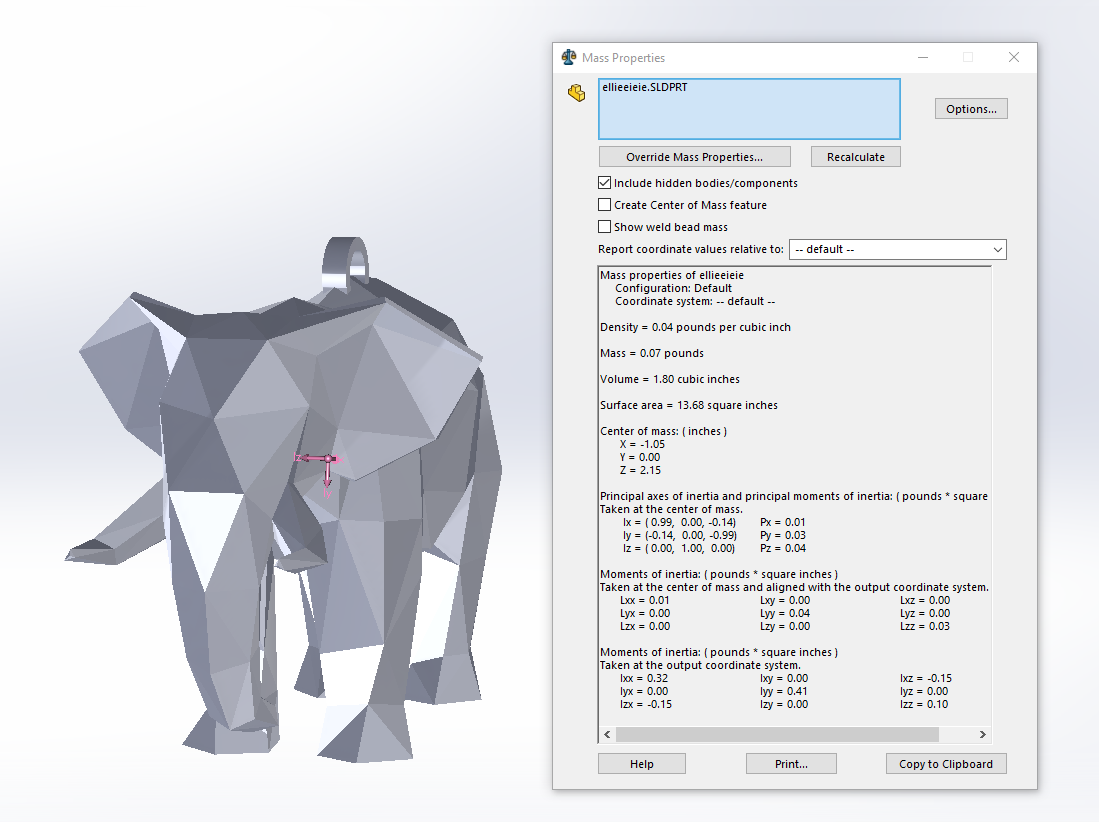 Mass Properties
ellieeieie.SLDPRT
Options...
Override Mass Properties...
Recalculate
Include hidden bodies/components
Create Center of Mass feature
Show weld bead mass
Report coordinate values relative to:
-- default --
Mass properties of ellieeieie
Configuration: Default
Coordinate system: -- default --
Density = 0.04 pounds per cubic inch
Mass = 0.07 pounds
Volume = 1.80 cubic inches
Surface area = 13.68 square inches
Center of mass: ( inches )
X = -1.05
Y = 0.00
Z = 2.15
Principal axes of inertia and principal moments of inertia: ( pounds * square
Taken at the center of mass.
Ix = ( 0.99, 0.00, -0.14) Px = 0.01
Iy = (-0.14, 0.00, -0.99) Py = 0.03
Iz = ( 0.00, 1.00, 0.00) Pz = 0.04
Moments of inertia: ( pounds * square inches )
Taken at the center of mass and aligned with the output coordinate system.
Lxx = 0.01 Lxy = 0.00 Lxz = 0.00
Lyx = 0.00 Lyy = 0.04 Lyz = 0.00
Lzx = 0.00 Lzy = 0.00 Lzz = 0.03
Moments of inertia: ( pounds * square inches )
Taken at the output coordinate system.
Ixx = 0.32 Ixy = 0.00 Ixz = -0.15
Iyx = 0.00 Iyy = 0.41 Iyz = 0.00
Izx = -0.15 Izy = 0.00 Izz = 0.10
Help
Print...
Copy to Clipboard